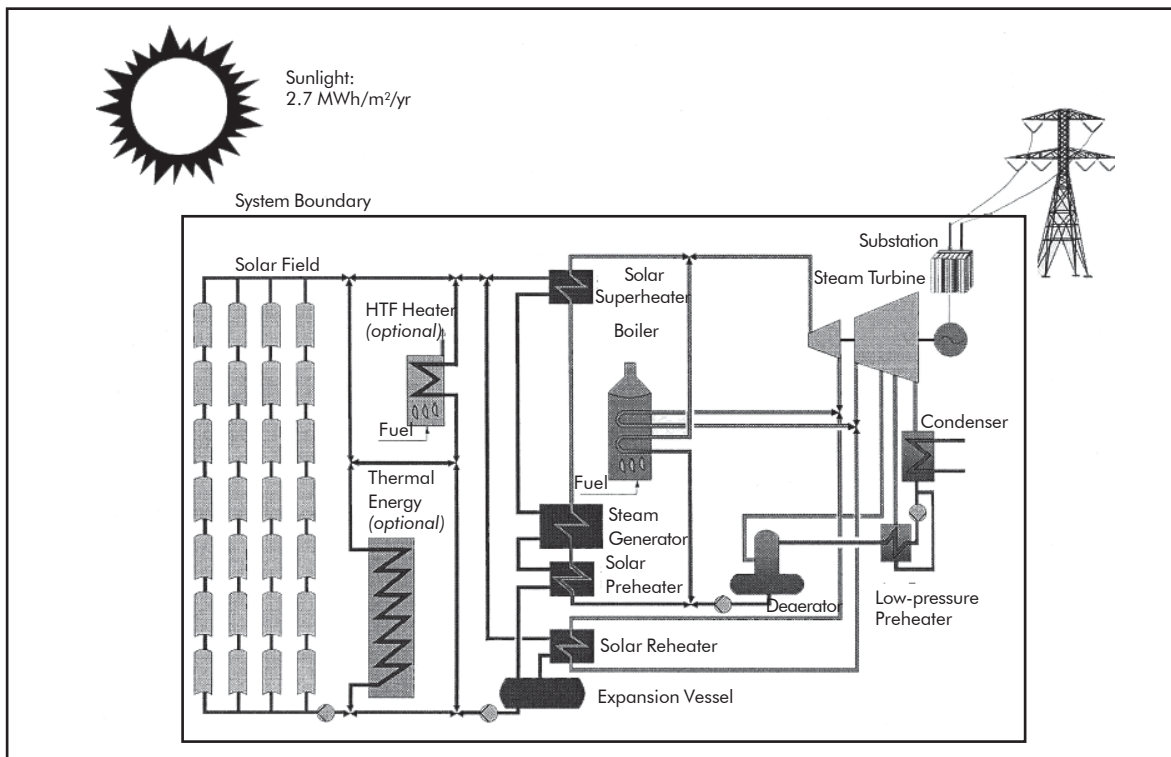 Sunlight:
2.7 MWh/m²/yr
System Boundary
Substation
Solar Field
Solar
Superheater
Steam Turbine
HTF Heater
(optional)
Boiler
Fuel
Condenser
Thermal
Energy
(optional)
Fuel
Steam
Generator
Solar
Preheater
Deaerator
Low-pressure
Preheater
Solar Reheater
Expansion Vessel